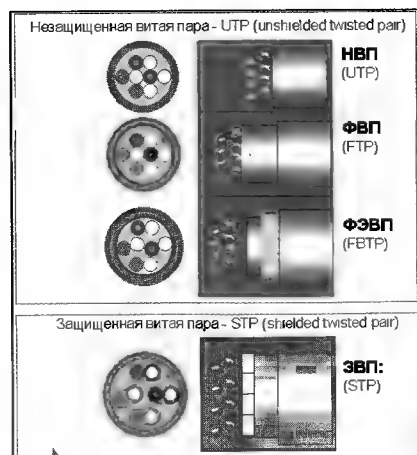 Незащищенная витая пара - UTP (unshielded twisted pair)
НВП
(UTP)
ФВП
(FTP)
ФЭВП
(FBTP)
Защищенная витая пара - STP (shielded twisted pair)
ЭВП:
(STP)